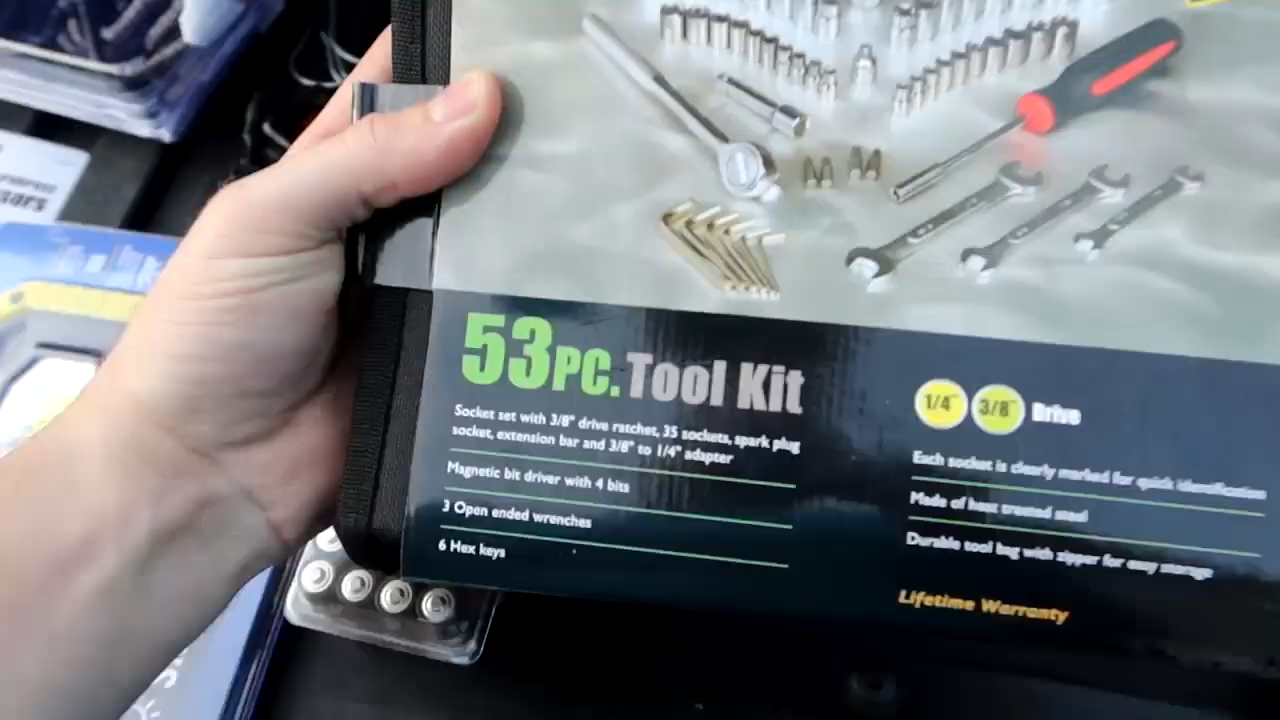 53PC. Tool Kit
Socket set with 3/8" drive ratchet, 35 sockets, spark plug
socket, extension bar and 3/8" to 1/4" adapter
Magnetic bit driver with 4 bits
3 Open ended wrenches
6 Hex keys
1/4" 3/8" Drive
Each socket is clearly marked for quick identification
Made of heat treated steel
Durable tool bag with zipper for easy storage
Lifetime Warranty